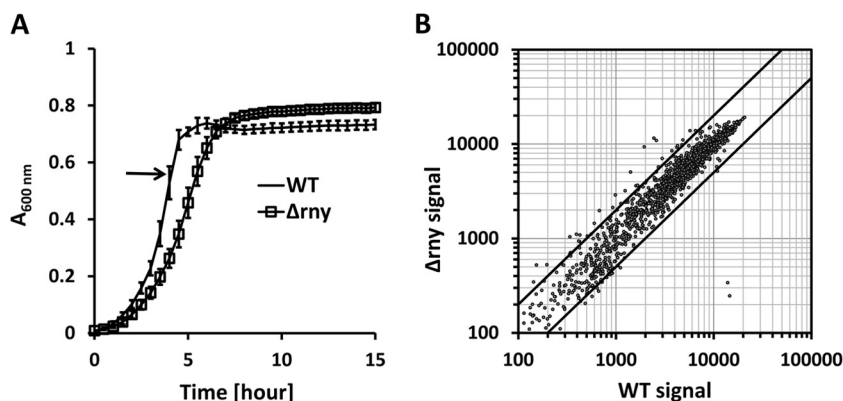 A
1
0.8
0.6
0.4
0.2
0
A600 nm
WT
Δrny
0 5 10 15
Time [hour]
B
100000
10000
1000
100
Δrny signal
100 1000 10000 100000
WT signal